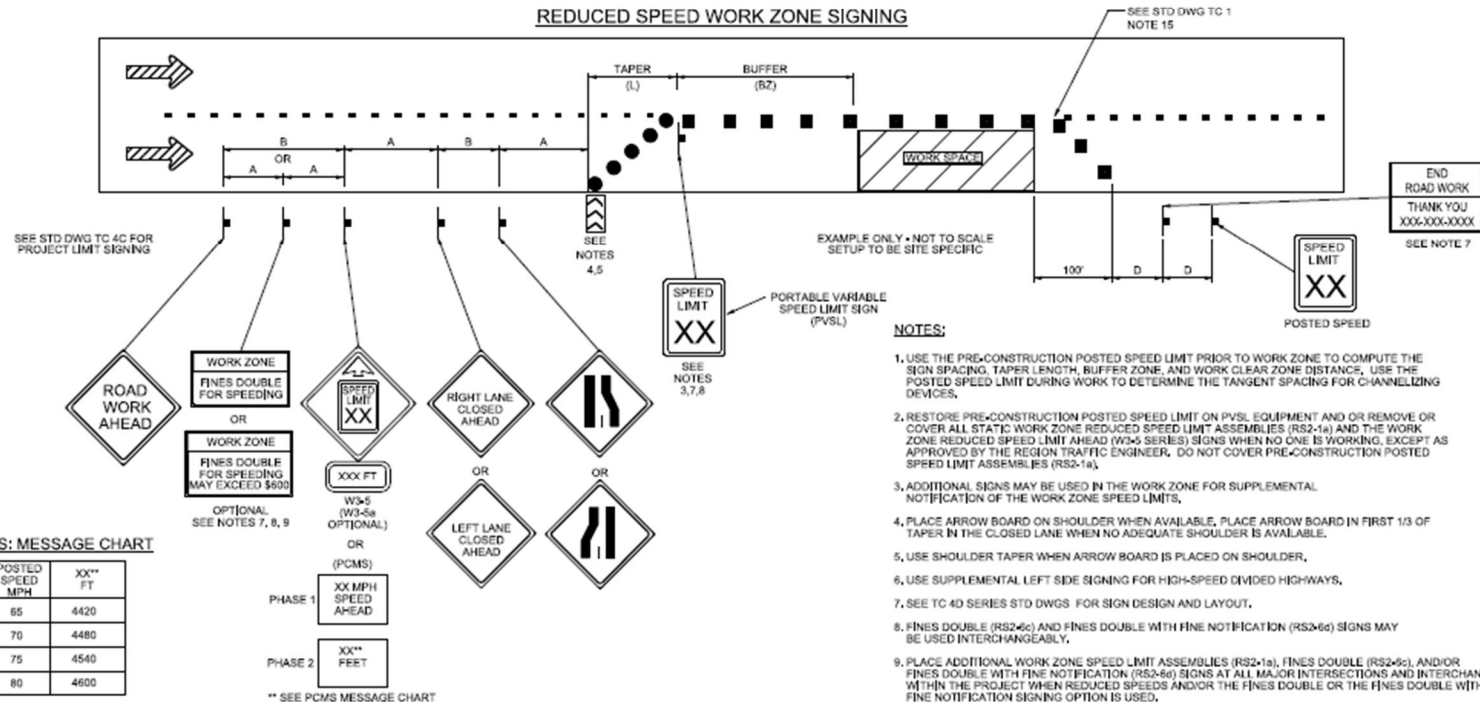 REDUCED SPEED WORK ZONE SIGNING
SEE STD DWG TC 1
NOTE 15
TAPER
(L)
BUFFER
(BZ)
B
A
B
A
OR
A
A
WORK SPACE
END
ROAD WORK
THANK YOU
XXX-XXX-XXXX
SEE NOTE 7
SEE STD DWG TC 4C FOR
PROJECT LIMIT SIGNING
SEE
NOTES
4,5
EXAMPLE ONLY - NOT TO SCALE
SETUP TO BE SITE SPECIFIC
100'
D
D
SPEED
LIMIT
XX
POSTED SPEED
SPEED
LIMIT
XX
PORTABLE VARIABLE
SPEED LIMIT SIGN
(PVSL)
SEE
NOTES
3,7,8
ROAD
WORK
AHEAD
WORK ZONE
FINES DOUBLE
FOR SPEEDING
OR
WORK ZONE
FINES DOUBLE
FOR SPEEDING
MAY EXCEED $600
OPTIONAL
SEE NOTES 7, 8, 9
SPEED
LIMIT
XX
XXX FT
W3-5
(W3-5a
OPTIONAL)
OR
(PCMS)
PHASE 1
XX MPH
SPEED
AHEAD
PHASE 2
XX**
FEET
** SEE PCMS MESSAGE CHART
RIGHT LANE
CLOSED
AHEAD
OR
LEFT LANE
CLOSED
AHEAD
OR
S: MESSAGE CHART
POSTED
SPEED
MPH
XX**
FT
65 4420
70 4480
75 4540
80 4600
NOTES:
1. USE THE PRE-CONSTRUCTION POSTED SPEED LIMIT PRIOR TO WORK ZONE TO COMPUTE THE
SIGN SPACING, TAPER LENGTH, BUFFER ZONE, AND WORK CLEAR ZONE DISTANCE. USE THE
POSTED SPEED LIMIT DURING WORK TO DETERMINE THE TANGENT SPACING FOR CHANNELIZING
DEVICES.
2. RESTORE PRE-CONSTRUCTION POSTED SPEED LIMIT ON PVSL EQUIPMENT AND OR REMOVE OR
COVER ALL STATIC WORK ZONE REDUCED SPEED LIMIT ASSEMBLIES (RS2-1a) AND THE WORK
ZONE REDUCED SPEED LIMIT AHEAD (W3-5 SERIES) SIGNS WHEN NO ONE IS WORKING, EXCEPT AS
APPROVED BY THE REGION TRAFFIC ENGINEER. DO NOT COVER PRE-CONSTRUCTION POSTED
SPEED LIMIT ASSEMBLIES (RS2-1a).
3. ADDITIONAL SIGNS MAY BE USED IN THE WORK ZONE FOR SUPPLEMENTAL
NOTIFICATION OF THE WORK ZONE SPEED LIMITS.
4. PLACE ARROW BOARD ON SHOULDER WHEN AVAILABLE. PLACE ARROW BOARD IN FIRST 1/3 OF
TAPER IN THE CLOSED LANE WHEN NO ADEQUATE SHOULDER IS AVAILABLE.
5. USE SHOULDER TAPER WHEN ARROW BOARD IS PLACED ON SHOULDER.
6. USE SUPPLEMENTAL LEFT SIDE SIGNING FOR HIGH-SPEED DIVIDED HIGHWAYS.
7. SEE TC 4D SERIES STD DWGS FOR SIGN DESIGN AND LAYOUT.
8. FINES DOUBLE (RS2-6c) AND FINES DOUBLE WITH FINE NOTIFICATION (RS2-6d) SIGNS MAY
BE USED INTERCHANGEABLY.
9. PLACE ADDITIONAL WORK ZONE SPEED LIMIT ASSEMBLIES (RS2-1a), FINES DOUBLE (RS2-6c), AND/OR
FINES DOUBLE WITH FINE NOTIFICATION (RS2-6d) SIGNS AT ALL MAJOR INTERSECTIONS AND INTERCHAN
WITHIN THE PROJECT WHEN REDUCED SPEEDS AND/OR THE FINES DOUBLE OR THE FINES DOUBLE WITH
FINE NOTIFICATION SIGNING OPTION IS USED.